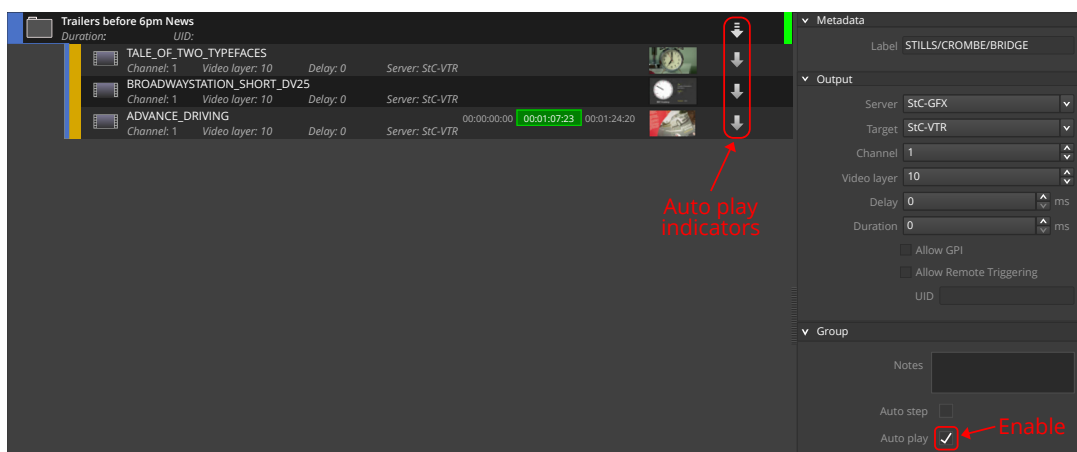 Trailers before 6pm News
Duration: UID:
TALE_OF_TWO_TYPEFACES
Channel: 1 Video layer: 10 Delay: 0 Server: StC-VTR
BROADWAYSTATION_SHORT_DV25
Channel: 1 Video layer: 10 Delay: 0 Server: StC-VTR
ADVANCE_DRIVING
00:00:00:00 00:01:07:23 00:01:24:20
Channel: 1 Video layer: 10 Delay: 0 Server: StC-VTR
Auto play
indicators
Metadata
Label STILLS/CROMBE/BRIDGE
Output
Server StC-GFX
Target StC-VTR
Channel 1
Video layer 10
Delay 0 ms
Duration 0 ms
Allow GPI
Allow Remote Triggering
UID
Group
Notes
Auto step
Auto play Enable